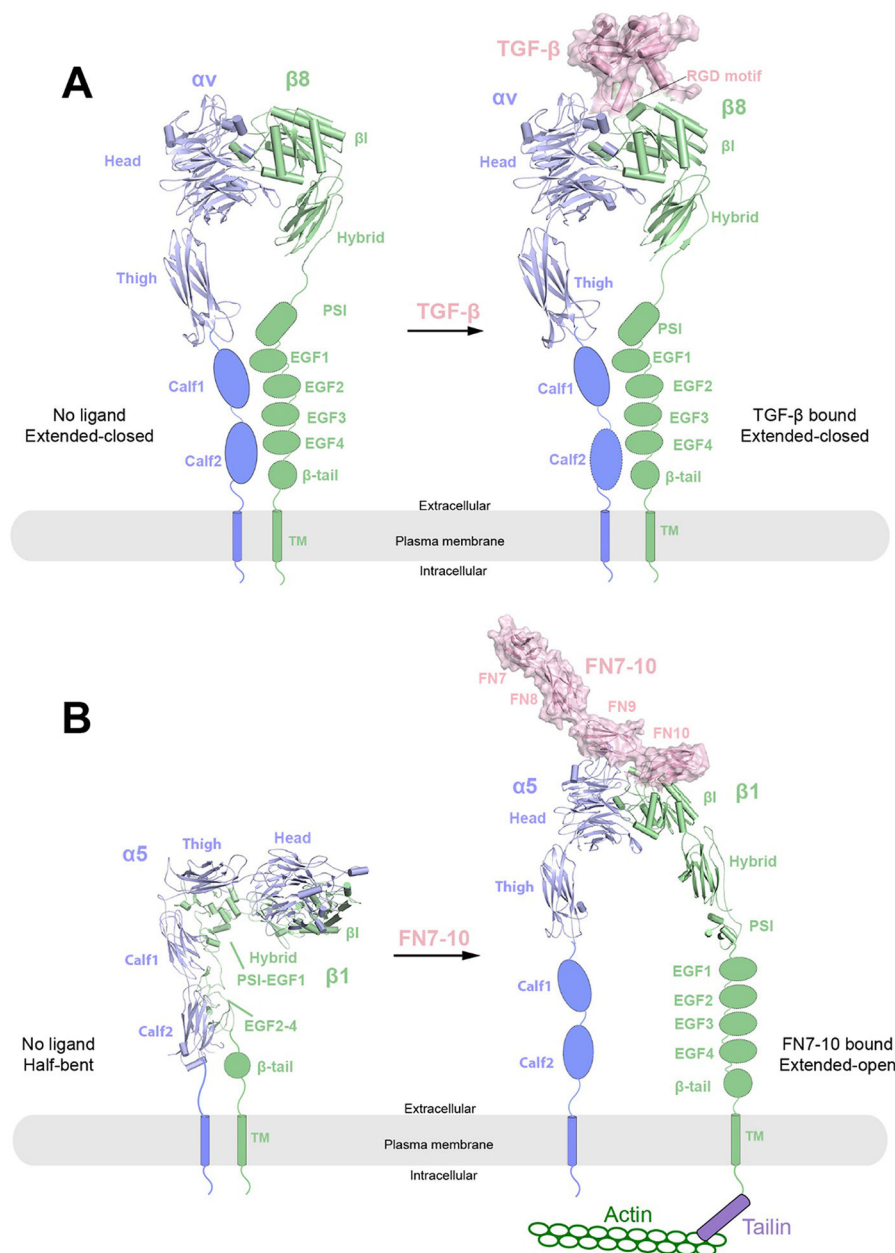 A
αv
β8
Head
βI
Hybrid
Thigh
PSI
EGF1
EGF2
EGF3
EGF4
Calf1
Calf2
β-tail
No ligand
Extended-closed
TM
TGF-β
TGF-β
RGD motif
αv
β8
Head
βI
Hybrid
Thigh
PSI
EGF1
EGF2
EGF3
EGF4
Calf1
Calf2
β-tail
TGF-β bound
Extended-closed
TM
Extracellular
Plasma membrane
Intracellular
B
α5
Thigh
Head
βI
Calf1
Hybrid
PSI-EGF1
β1
Calf2
EGF2-4
No ligand
Half-bent
β-tail
TM
FN7-10
FN7-10
FN7
FN8
FN9
FN10
α5
βI
β1
Head
Hybrid
Thigh
PSI
Calf1
EGF1
EGF2
EGF3
EGF4
Calf2
β-tail
FN7-10 bound
Extended-open
TM
Extracellular
Plasma membrane
Intracellular
Actin
Tailin